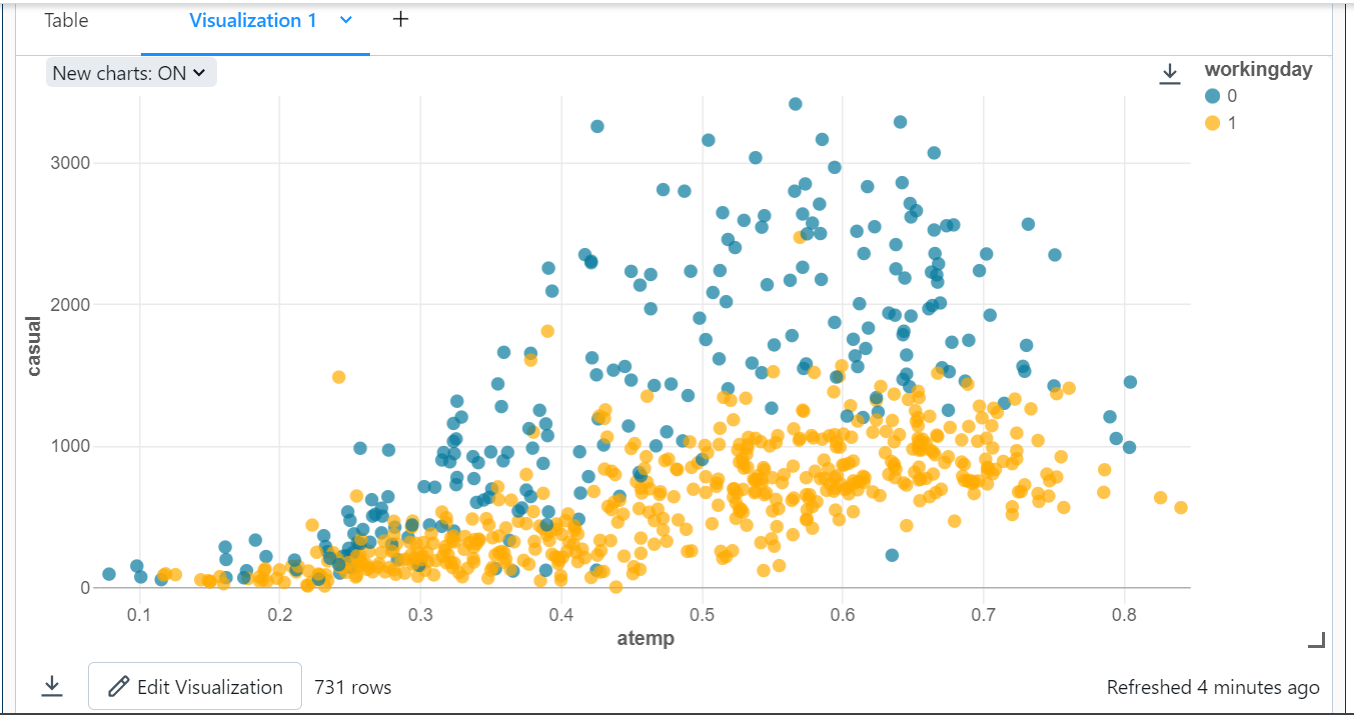 Table Visualization 1 +
New charts: ON
workingday
0
1
3000
2000
1000
0
casual
0.1 0.2 0.3 0.4 0.5 0.6 0.7 0.8
atemp
Edit Visualization 731 rows Refreshed 4 minutes ago